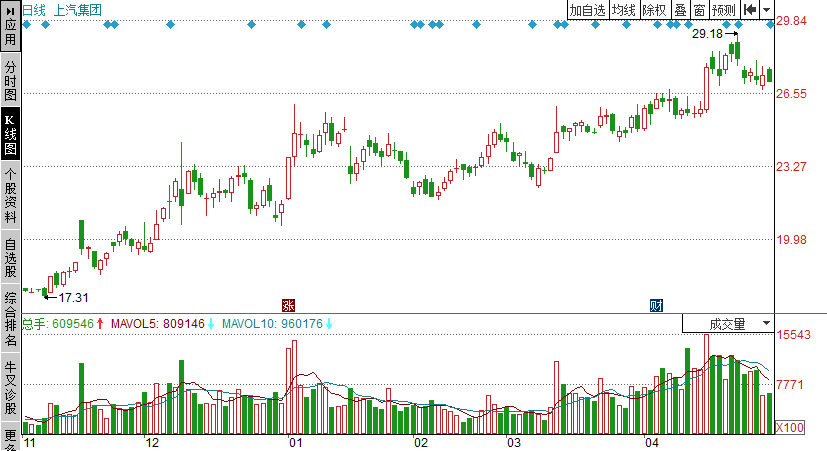 日线 上汽集团
加自选 均线 除权 叠 窗 预测
应用
分时图
K线图
个股资料
自选股
综合排名
牛叉诊股
更多
29.84
29.18
26.55
23.27
19.98
17.31
涨
财
总手: 609546 MAVOL5: 809146 MAVOL10: 960176
成交量
15543
7771
X100
11 12 01 02 03 04